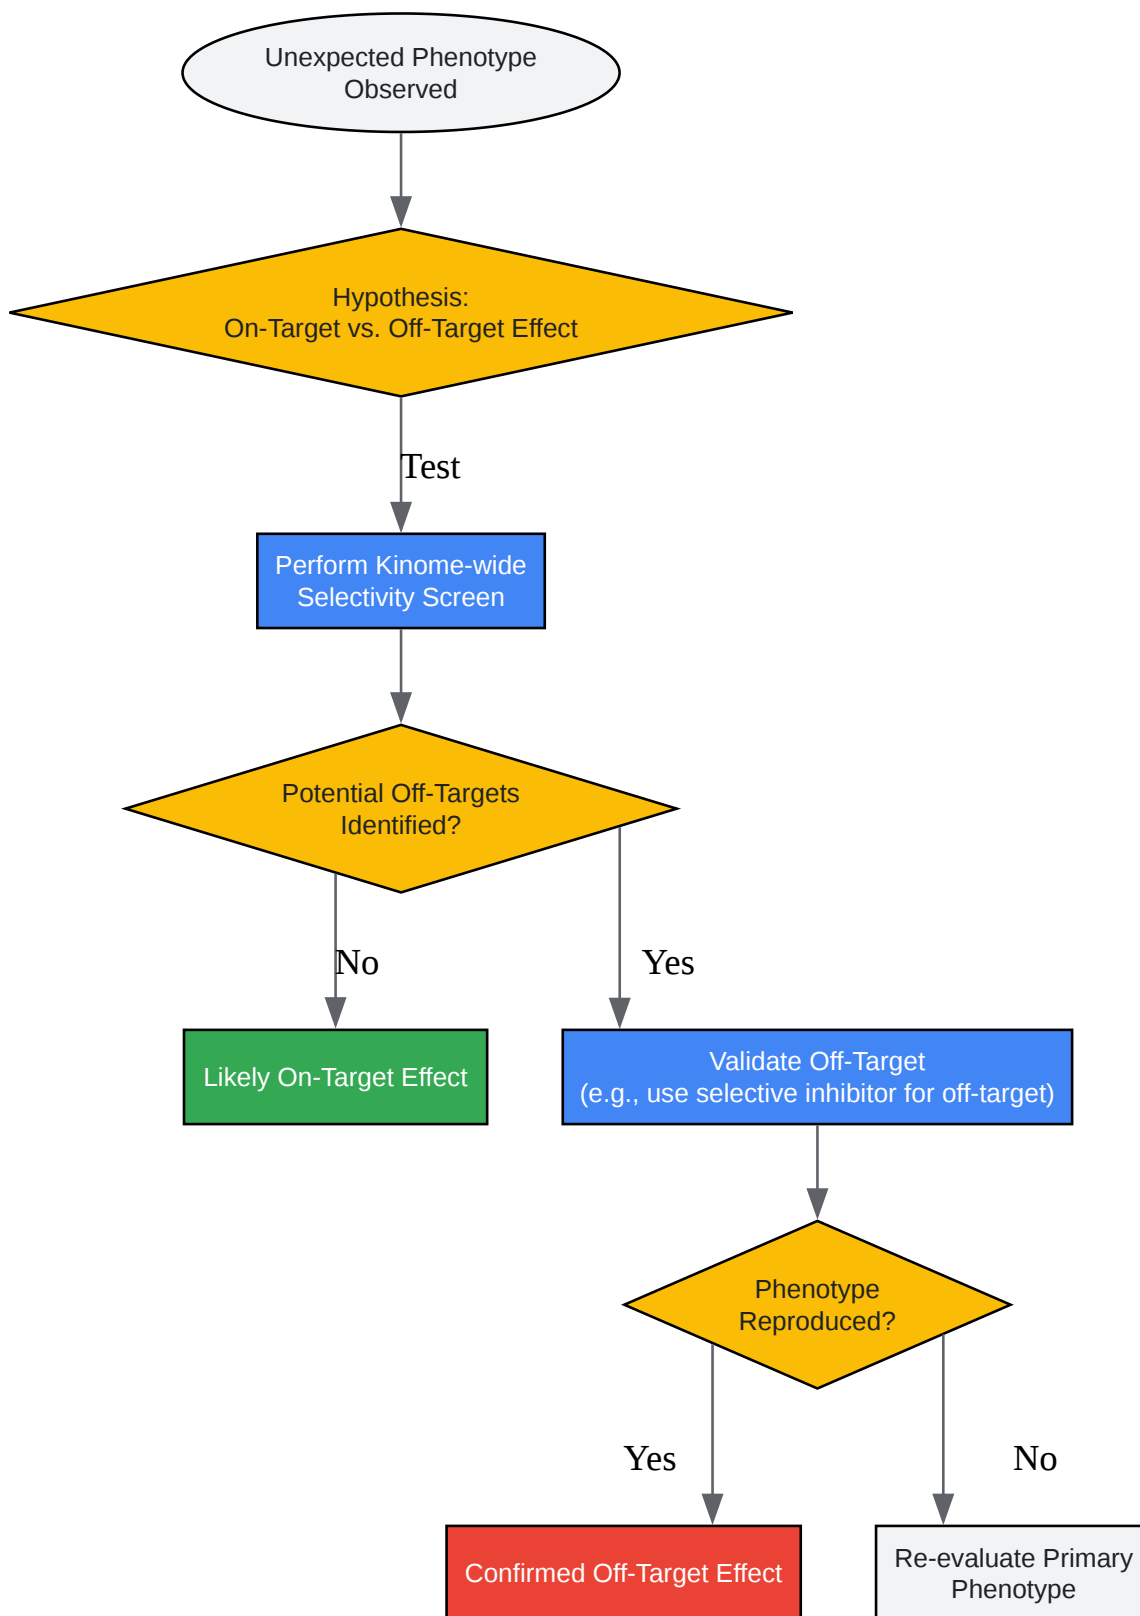 Unexpected Phenotype
Observed
Hypothesis:
On-Target vs. Off-Target Effect
Test
Perform Kinome-wide
Selectivity Screen
Potential Off-Targets
Identified?
No
Yes
Likely On-Target Effect
Validate Off-Target
(e.g., use selective inhibitor for off-target)
Phenotype
Reproduced?
Yes
No
Confirmed Off-Target Effect
Re-evaluate Primary
Phenotype